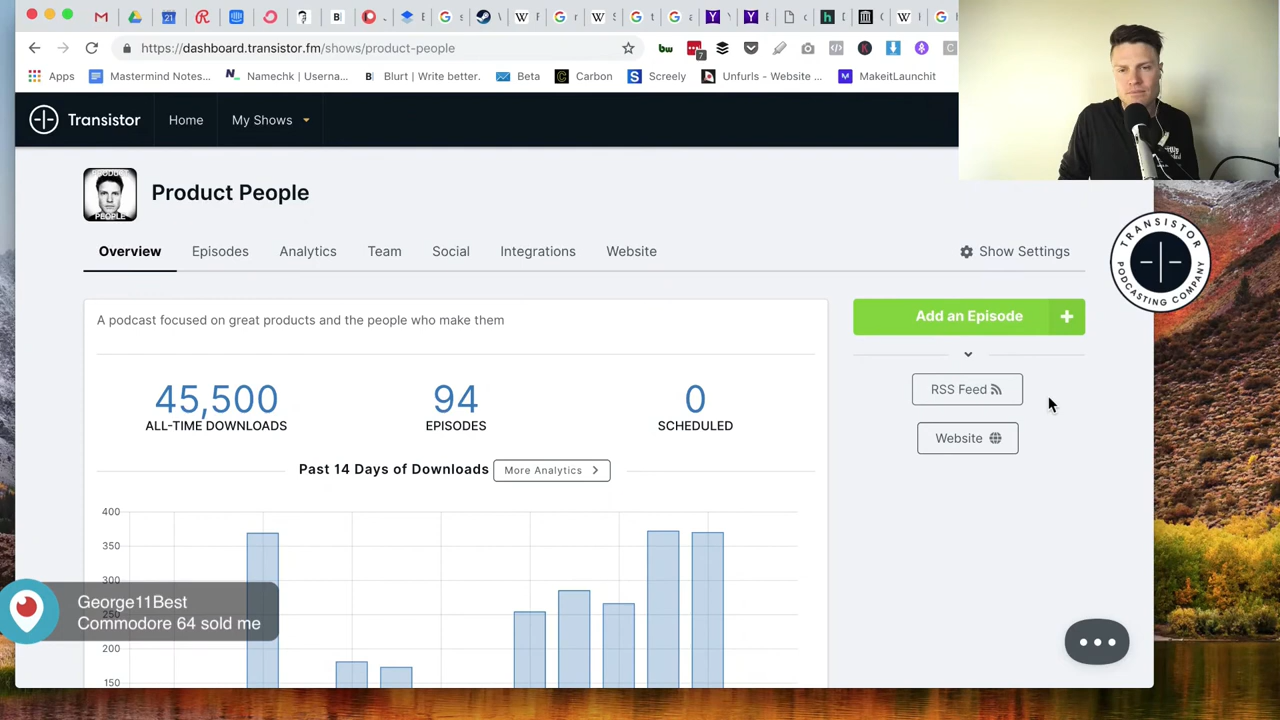 https://dashboard.transistor.fm/shows/product-people
Apps
Mastermind Notes...
Namechk | Userna...
Blurt | Write better.
Beta
Carbon
Screely
Unfurls - Website ...
MakeitLaunchit
Transistor
Home
My Shows
PEOPLE
Product People
Overview
Episodes
Analytics
Team
Social
Integrations
Website
Show Settings
TRANSISTOR
PODCASTING COMPANY
A podcast focused on great products and the people who make them
Add an Episode +
45,500
ALL-TIME DOWNLOADS
94
EPISODES
0
SCHEDULED
RSS Feed
Website
Past 14 Days of Downloads
More Analytics
400
350
300
250
200
150
George11Best
Commodore 64 sold me